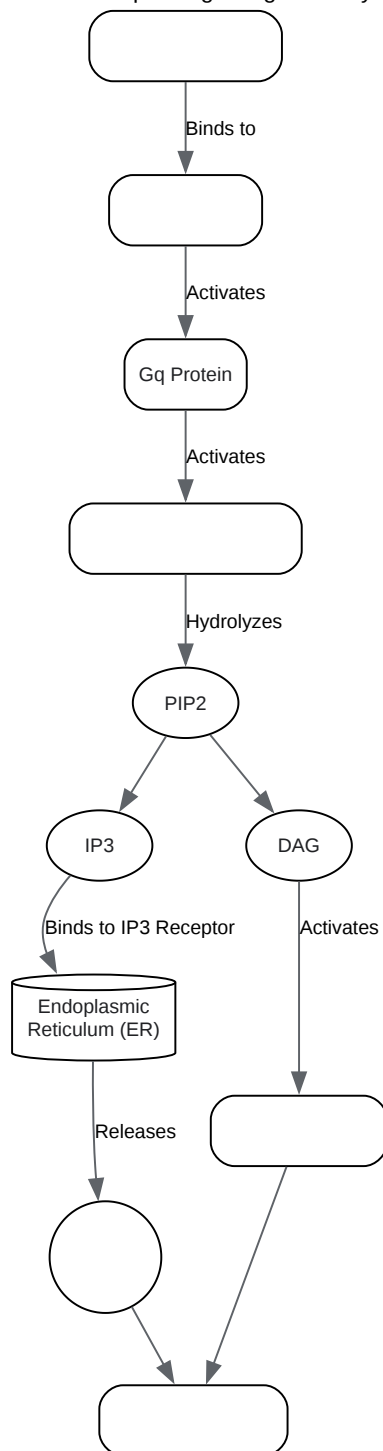 Binds to
Activates
Gq Protein
Activates
Hydrolyzes
PIP2
IP3
DAG
Binds to IP3 Receptor
Activates
Endoplasmic
Reticulum (ER)
Releases